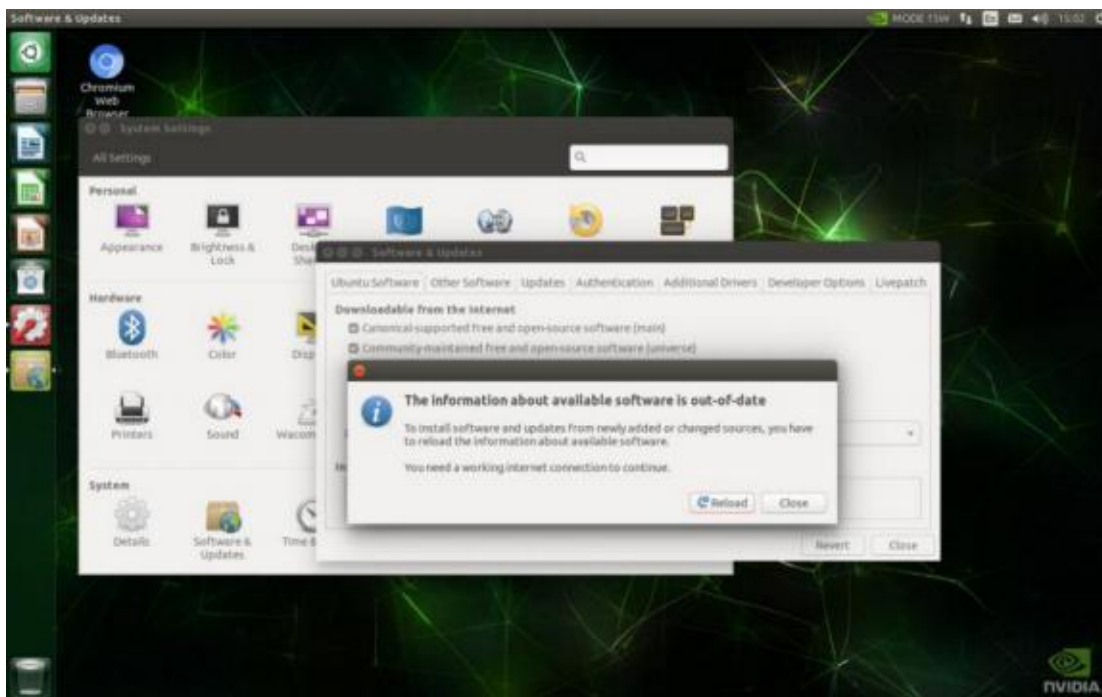 Software & Updates
MODE 15W
15:02
Chromium
Web
Browser
System Settings
All Settings
Personal
Appearance
Brightness &
Lock
Hardware
Bluetooth
Color
Printers
Sound
Wacom
System
Details
Software &
Updates
Time &
Software & Updates
Ubuntu Software
Other Software
Updates
Authentication
Additional Drivers
Developer Options
Livepatch
Downloadable from the Internet
Canonical-supported free and open-source software (main)
Community-maintained free and open-source software (universe)
The information about available software is out-of-date
To install software and updates from newly added or changed sources, you have
to reload the information about available software.
You need a working internet connection to continue.
Reload
Close
Revert
Close
NVIDIA